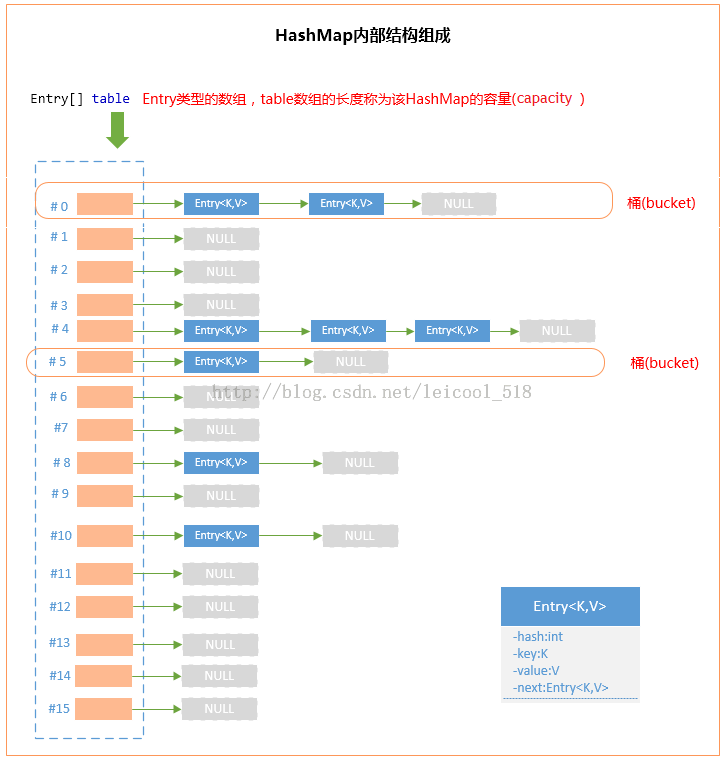 HashMap内部结构组成
Entry[] table Entry类型的数组，table数组的长度称为该HashMap的容量(capacity )
# 0 Entry<K,V> Entry<K,V> NULL 桶(bucket)
# 1 NULL
# 2 NULL
# 3 NULL
# 4 Entry<K,V> Entry<K,V> Entry<K,V> NULL
# 5 Entry<K,V> NULL 桶(bucket)
http://blog.csdn.net/leicool_518
# 6 NULL
#7 NULL
# 8 Entry<K,V> NULL
# 9 NULL
#10 Entry<K,V> NULL
#11 NULL
#12 NULL
#13 NULL
#14 NULL
#15 NULL
Entry<K,V>
-hash:int
-key:K
-value:V
-next:Entry<K,V>